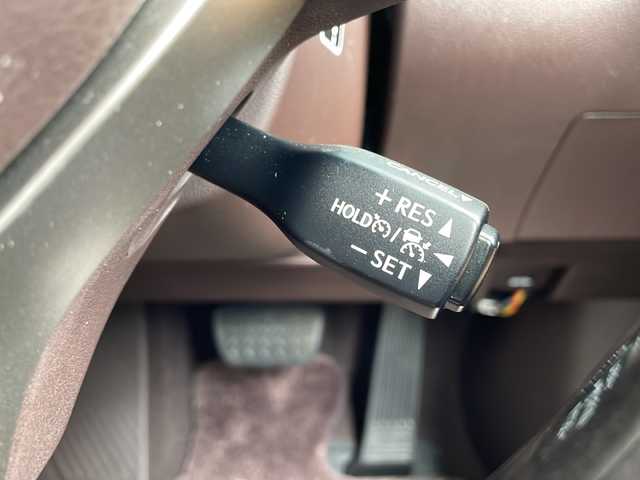 CANCEL
+ RES
HOLD /
− SET